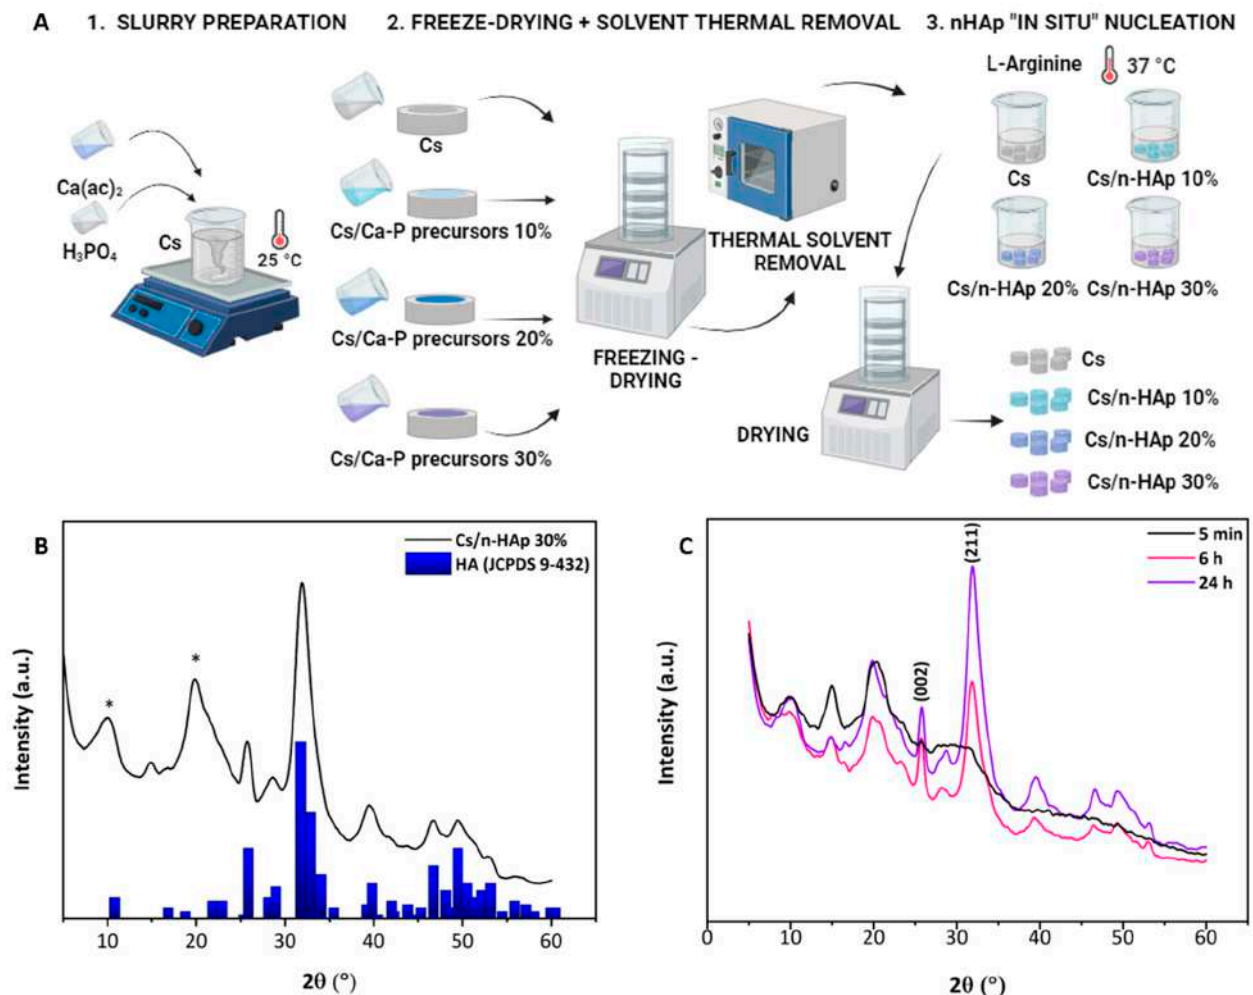 A
1. SLURRY PREPARATION
2. FREEZE-DRYING + SOLVENT THERMAL REMOVAL
3. nHAp "IN SITU" NUCLEATION
Ca(ac)₂
H₃PO₄
Cs
25 °C
Cs
Cs/Ca-P precursors 10%
Cs/Ca-P precursors 20%
Cs/Ca-P precursors 30%
FREEZING -
DRYING
THERMAL SOLVENT
REMOVAL
L-Arginine
37 °C
Cs
Cs/n-HAp 10%
Cs/n-HAp 20%
Cs/n-HAp 30%
DRYING
Cs
Cs/n-HAp 10%
Cs/n-HAp 20%
Cs/n-HAp 30%
B
Cs/n-HAp 30%
HA (JCPDS 9-432)
*
*
Intensity (a.u.)
10 20 30 40 50 60
2θ (°)
C
5 min
6 h
24 h
(002)
(211)
Intensity (a.u.)
0 10 20 30 40 50 60
2θ (°)